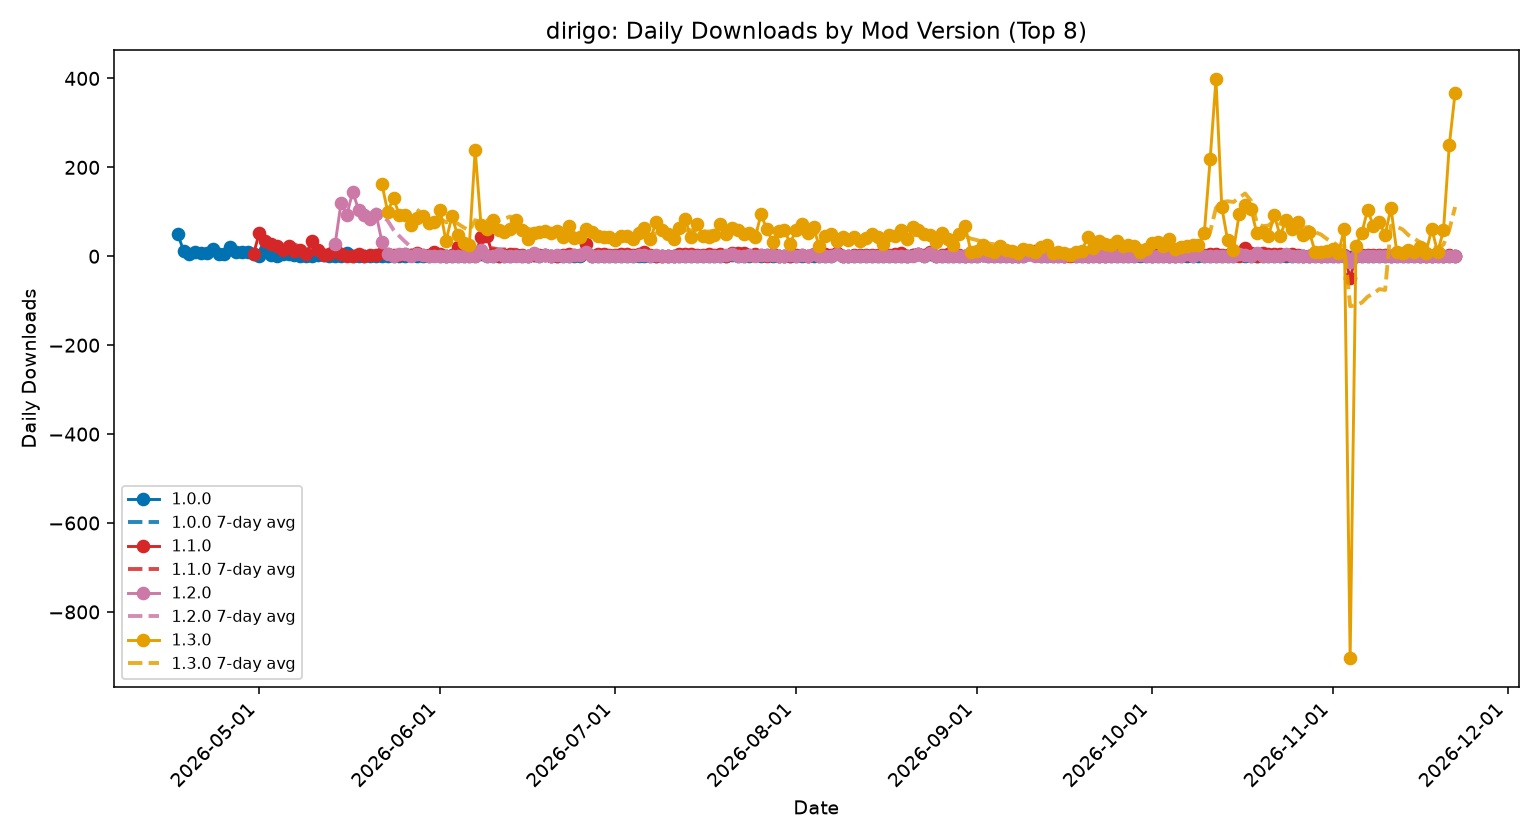 dirigo: Daily Downloads by Mod Version (Top 8)
Daily Downloads
400
200
0
−200
−400
−600
−800
1.0.0
1.0.0 7-day avg
1.1.0
1.1.0 7-day avg
1.2.0
1.2.0 7-day avg
1.3.0
1.3.0 7-day avg
2026-05-01
2026-06-01
2026-07-01
2026-08-01
2026-09-01
2026-10-01
2026-11-01
2026-12-01
Date